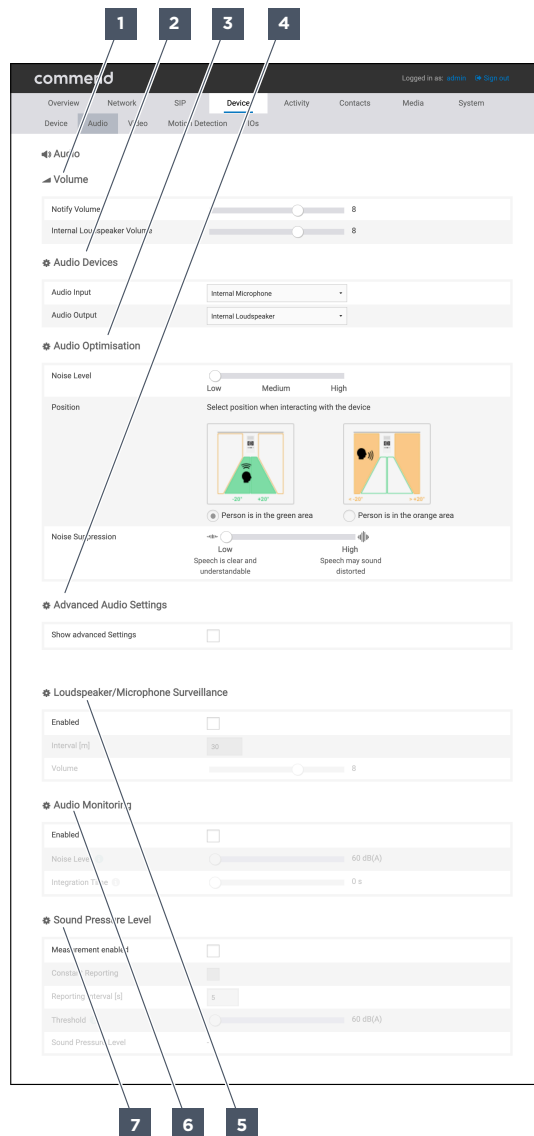 1 2 3 4
commend
Logged in as: admin Sign out
Overview Network SIP Device Activity Contacts Media System
Device Audio Video Motion Detection IOs
Audio
Volume
Notify Volume 8
Internal Loudspeaker Volume 8
Audio Devices
Audio Input Internal Microphone
Audio Output Internal Loudspeaker
Audio Optimisation
Noise Level
Low Medium High
Position Select position when interacting with the device
-20° +20° <-20° >+20°
Person is in the green area Person is in the orange area
Noise Suppression
Low High
Speech is clear and Speech may sound
understandable distorted
Advanced Audio Settings
Show advanced Settings
Loudspeaker/Microphone Surveillance
Enabled
Interval [m] 30
Volume 8
Audio Monitoring
Enabled
Noise Level 60 dB(A)
Integration Time 0 s
Sound Pressure Level
Measurement enabled
Constant Reporting
Reporting Interval [s] 5
Threshold 60 dB(A)
Sound Pressure Level -
7 6 5